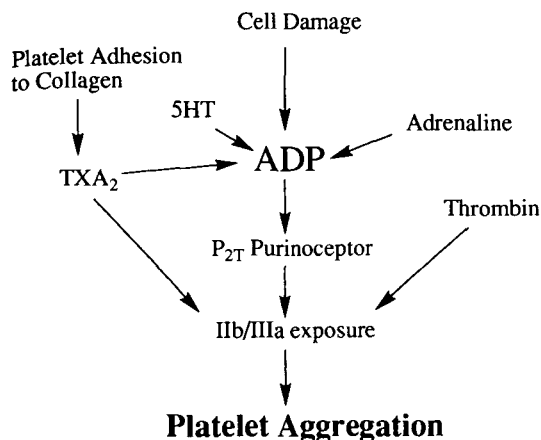 Cell Damage
Platelet Adhesion
to Collagen
5HT
Adrenaline
ADP
TXA₂
Thrombin
P₂T Purinoceptor
IIb/IIIa exposure
Platelet Aggregation